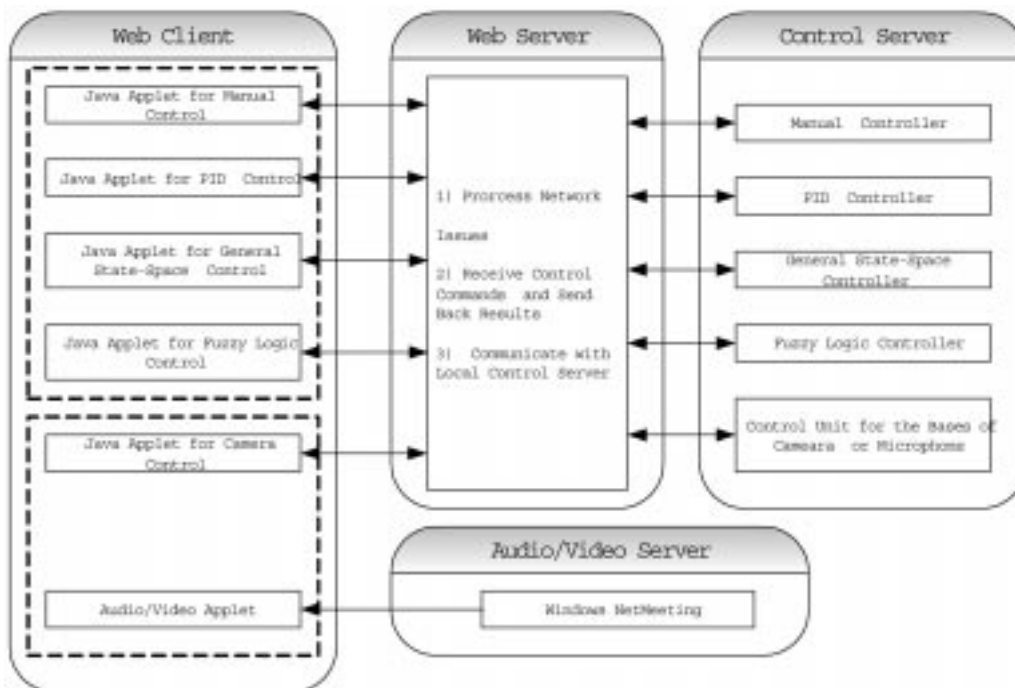 Web Client
Java Applet for Manual
Control
Java Applet for PID Control
Java Applet for General
State-Space Control
Java Applet for Fuzzy Logic
Control
Java Applet for Camera
Control
Audio/Video Applet
Web Server
1) Prorcess Network
Issues
2) Receive Control
Commands and Send
Back Results
3) Communicate with
Local Control Server
Control Server
Manual Controller
PID Controller
General State-Space
Controller
Fuzzy Logic Controller
Control Unit for the Bases of
Cameara or Microphone
Audio/Video Server
Windows NetMeeting